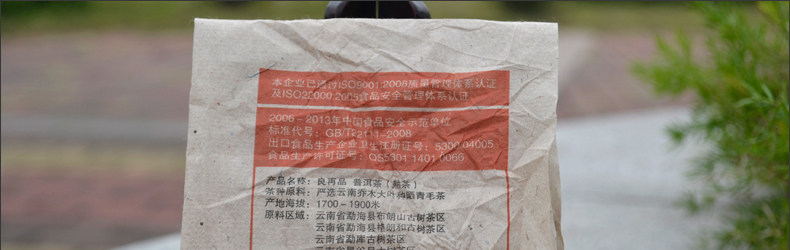 本企业已通过ISO9001:2008质量管理体系认证
及ISO22000:2005食品安全管理体系认证
2006-2013年中国食品安全示范单位
标准代号:GB/T22111-2008
出口食品生产企业卫生注册证号:5300 04005
食品生产许可证号:QS5301 1401 0066
产品名称:良再品 普洱茶(熟茶)
茶种原料:严选云南乔木大叶种晒青毛茶
产地海拔:1700-1900米
原料区域:云南省勐海县布朗山古树茶区
云南省勐海县格朗和古树茶区
云南省勐库古树茶区